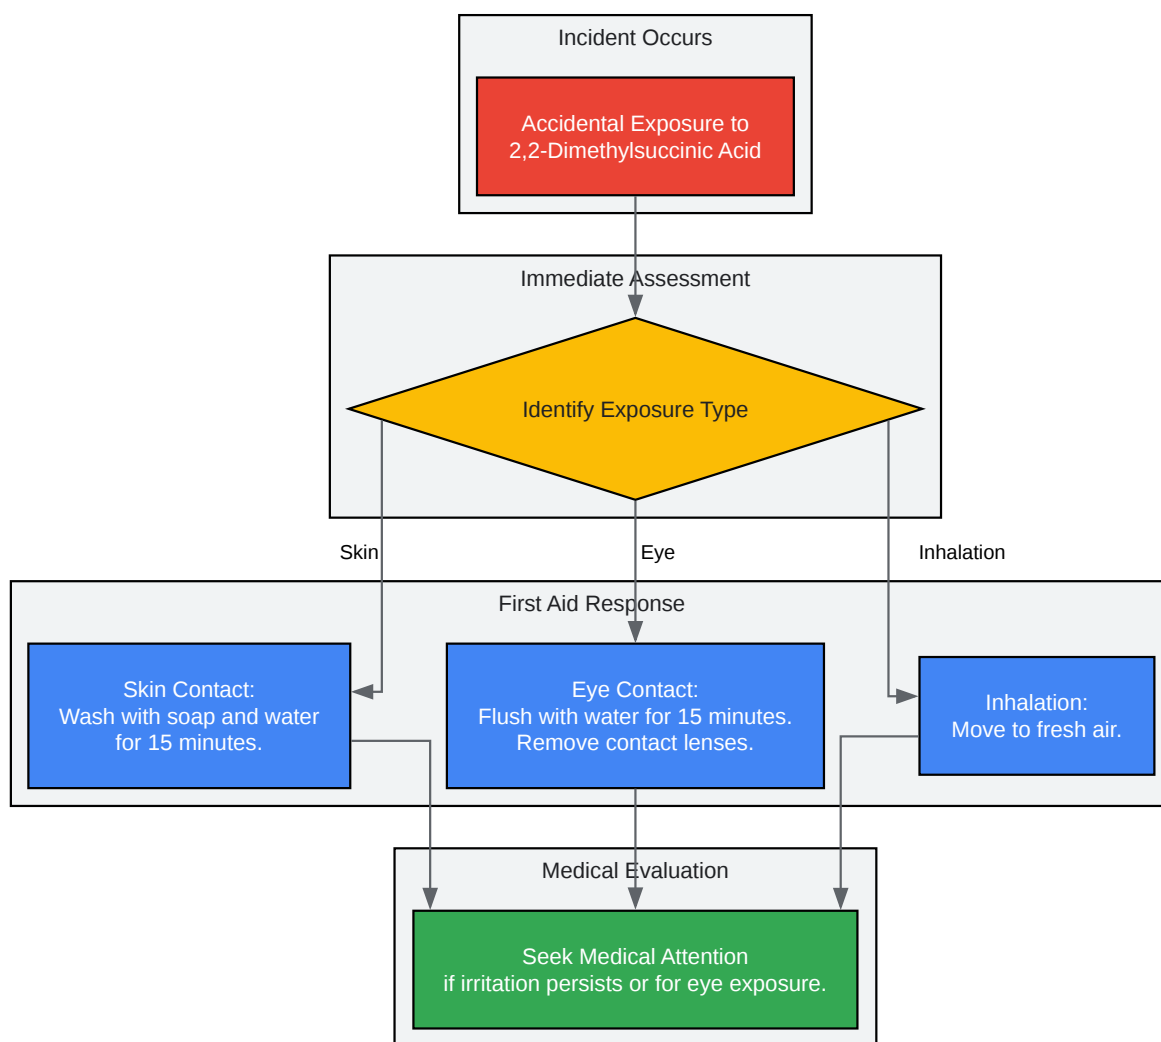 Incident Occurs
Accidental Exposure to
2,2-Dimethylsuccinic Acid
Immediate Assessment
Identify Exposure Type
Skin
Eye
Inhalation
First Aid Response
Skin Contact:
Wash with soap and water
for 15 minutes.
Eye Contact:
Flush with water for 15 minutes.
Remove contact lenses.
Inhalation:
Move to fresh air.
Medical Evaluation
Seek Medical Attention
if irritation persists or for eye exposure.